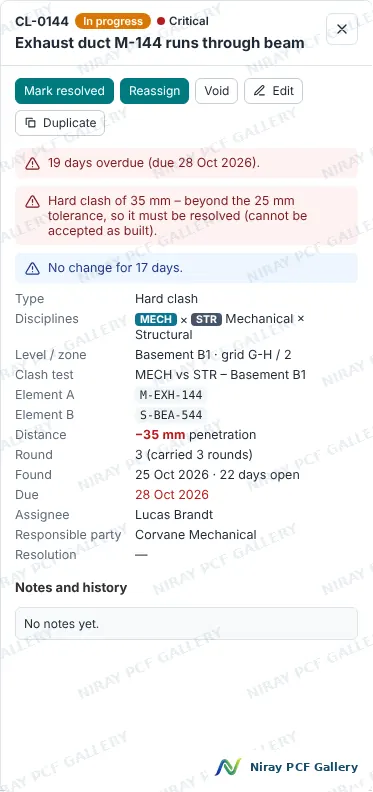 CL-0144 In progress Critical
Exhaust duct M-144 runs through beam
Mark resolved Reassign Void Edit
Duplicate
19 days overdue (due 28 Oct 2026).
Hard clash of 35 mm – beyond the 25 mm
tolerance, so it must be resolved (cannot be
accepted as built).
No change for 17 days.
Type Hard clash
Disciplines MECH × STR Mechanical ×
Structural
Level / zone Basement B1 · grid G-H / 2
Clash test MECH vs STR – Basement B1
Element A M-EXH-144
Element B S-BEA-544
Distance −35 mm penetration
Round 3 (carried 3 rounds)
Found 25 Oct 2026 · 22 days open
Due 28 Oct 2026
Assignee Lucas Brandt
Responsible party Corvane Mechanical
Resolution —
Notes and history
No notes yet.
Niray PCF Gallery
NIRAY PCF GALLERY